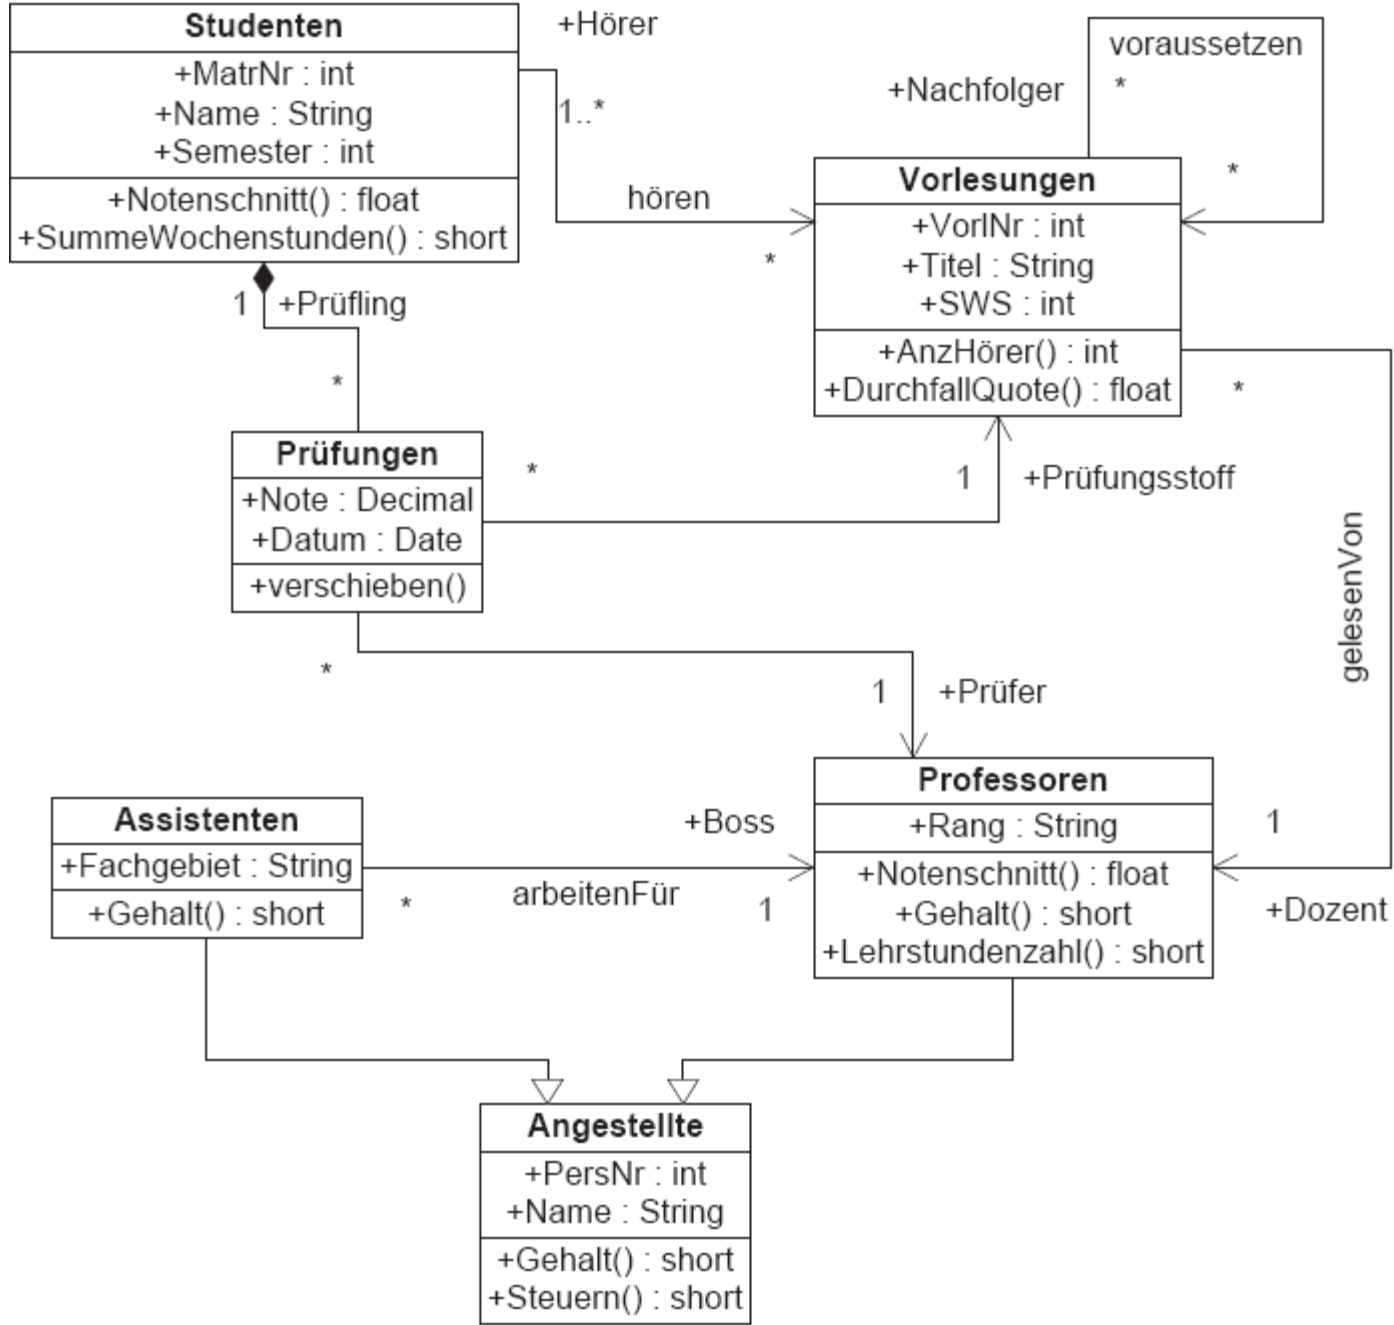 Studenten
+MatrNr : int
+Name : String
+Semester : int
+Notenschnitt() : float
+SummeWochenstunden() : short
+Hörer
1..*
hören
*
voraussetzen
+Nachfolger
*
*
Vorlesungen
+VorlNr : int
+Titel : String
+SWS : int
+AnzHörer() : int
+DurchfallQuote() : float
1
+Prüfling
*
Prüfungen
+Note : Decimal
+Datum : Date
+verschieben()
*
1
+Prüfungsstoff
*
gelesenVon
*
1
+Prüfer
Professoren
+Rang : String
+Notenschnitt() : float
+Gehalt() : short
+Lehrstundenzahl() : short
1
+Dozent
Assistenten
+Fachgebiet : String
+Gehalt() : short
*
arbeitenFür
+Boss
1
Angestellte
+PersNr : int
+Name : String
+Gehalt() : short
+Steuern() : short